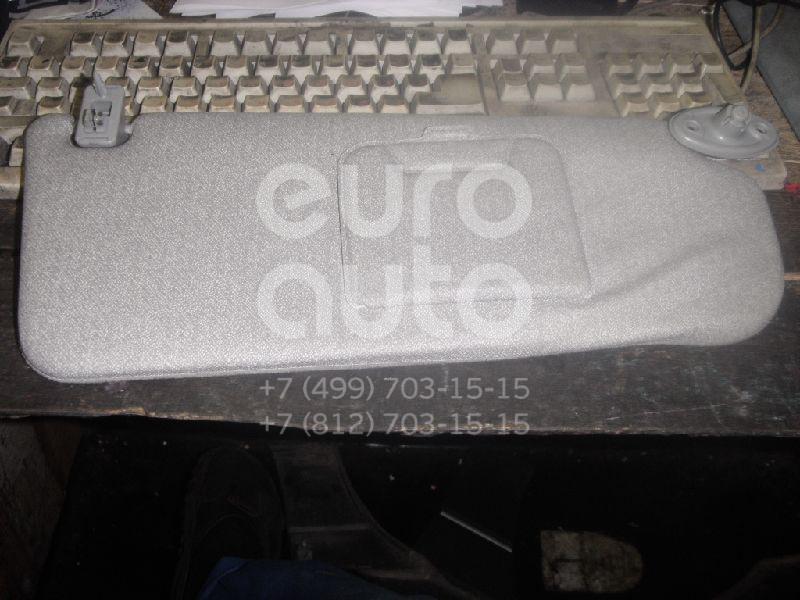 euro
auto
+7 (499) 703-15-15
+7 (812) 703-15-15